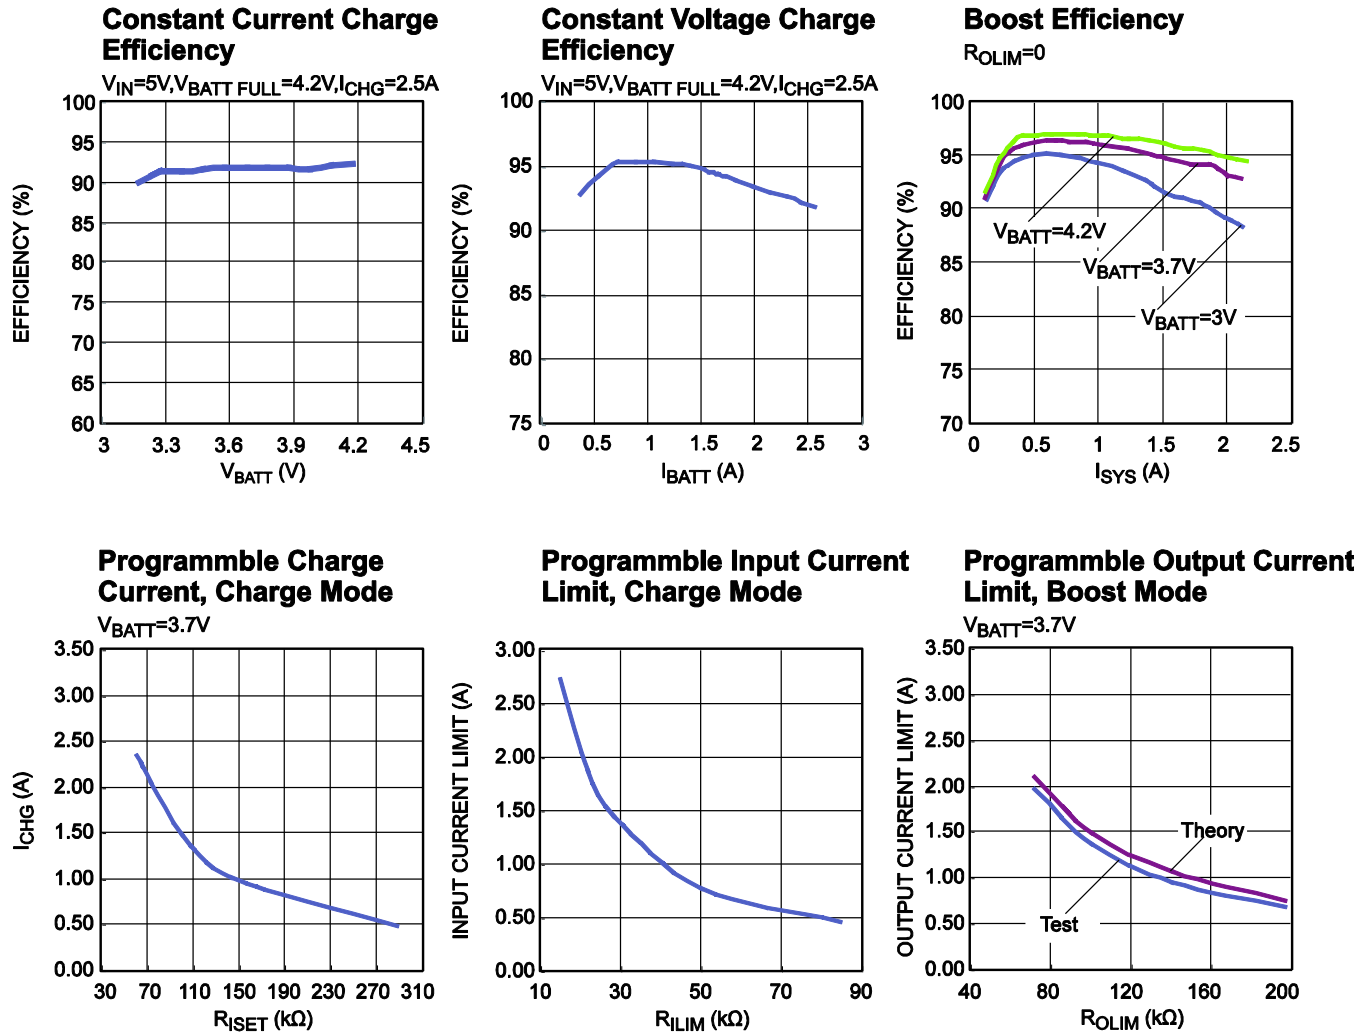 Constant Current Charge
Efficiency
VIN=5V,VBATT FULL=4.2V,ICHG=2.5A
100
95
90
85
80
75
70
65
60
EFFICIENCY (%)
3 3.3 3.6 3.9 4.2 4.5
VBATT (V)
Constant Voltage Charge
Efficiency
VIN=5V,VBATT FULL=4.2V,ICHG=2.5A
100
95
90
85
80
75
EFFICIENCY (%)
0 0.5 1 1.5 2 2.5 3
IBATT (A)
Boost Efficiency
ROLIM=0
100
95
90
85
80
75
70
EFFICIENCY (%)
VBATT=4.2V
VBATT=3.7V
VBATT=3V
0 0.5 1 1.5 2 2.5
ISYS (A)
Programmble Charge
Current, Charge Mode
VBATT=3.7V
3.50
3.00
2.50
2.00
1.50
1.00
0.50
0.00
ICHG (A)
30 70 110 150 190 230 270 310
RISET (kΩ)
Programmble Input Current
Limit, Charge Mode
3.00
2.50
2.00
1.50
1.00
0.50
0.00
INPUT CURRENT LIMIT (A)
10 30 50 70 90
RILIM (kΩ)
Programmble Output Current
Limit, Boost Mode
VBATT=3.7V
3.50
3.00
2.50
2.00
1.50
1.00
0.50
0.00
OUTPUT CURRENT LIMIT (A)
Theory
Test
40 80 120 160 200
ROLIM (kΩ)